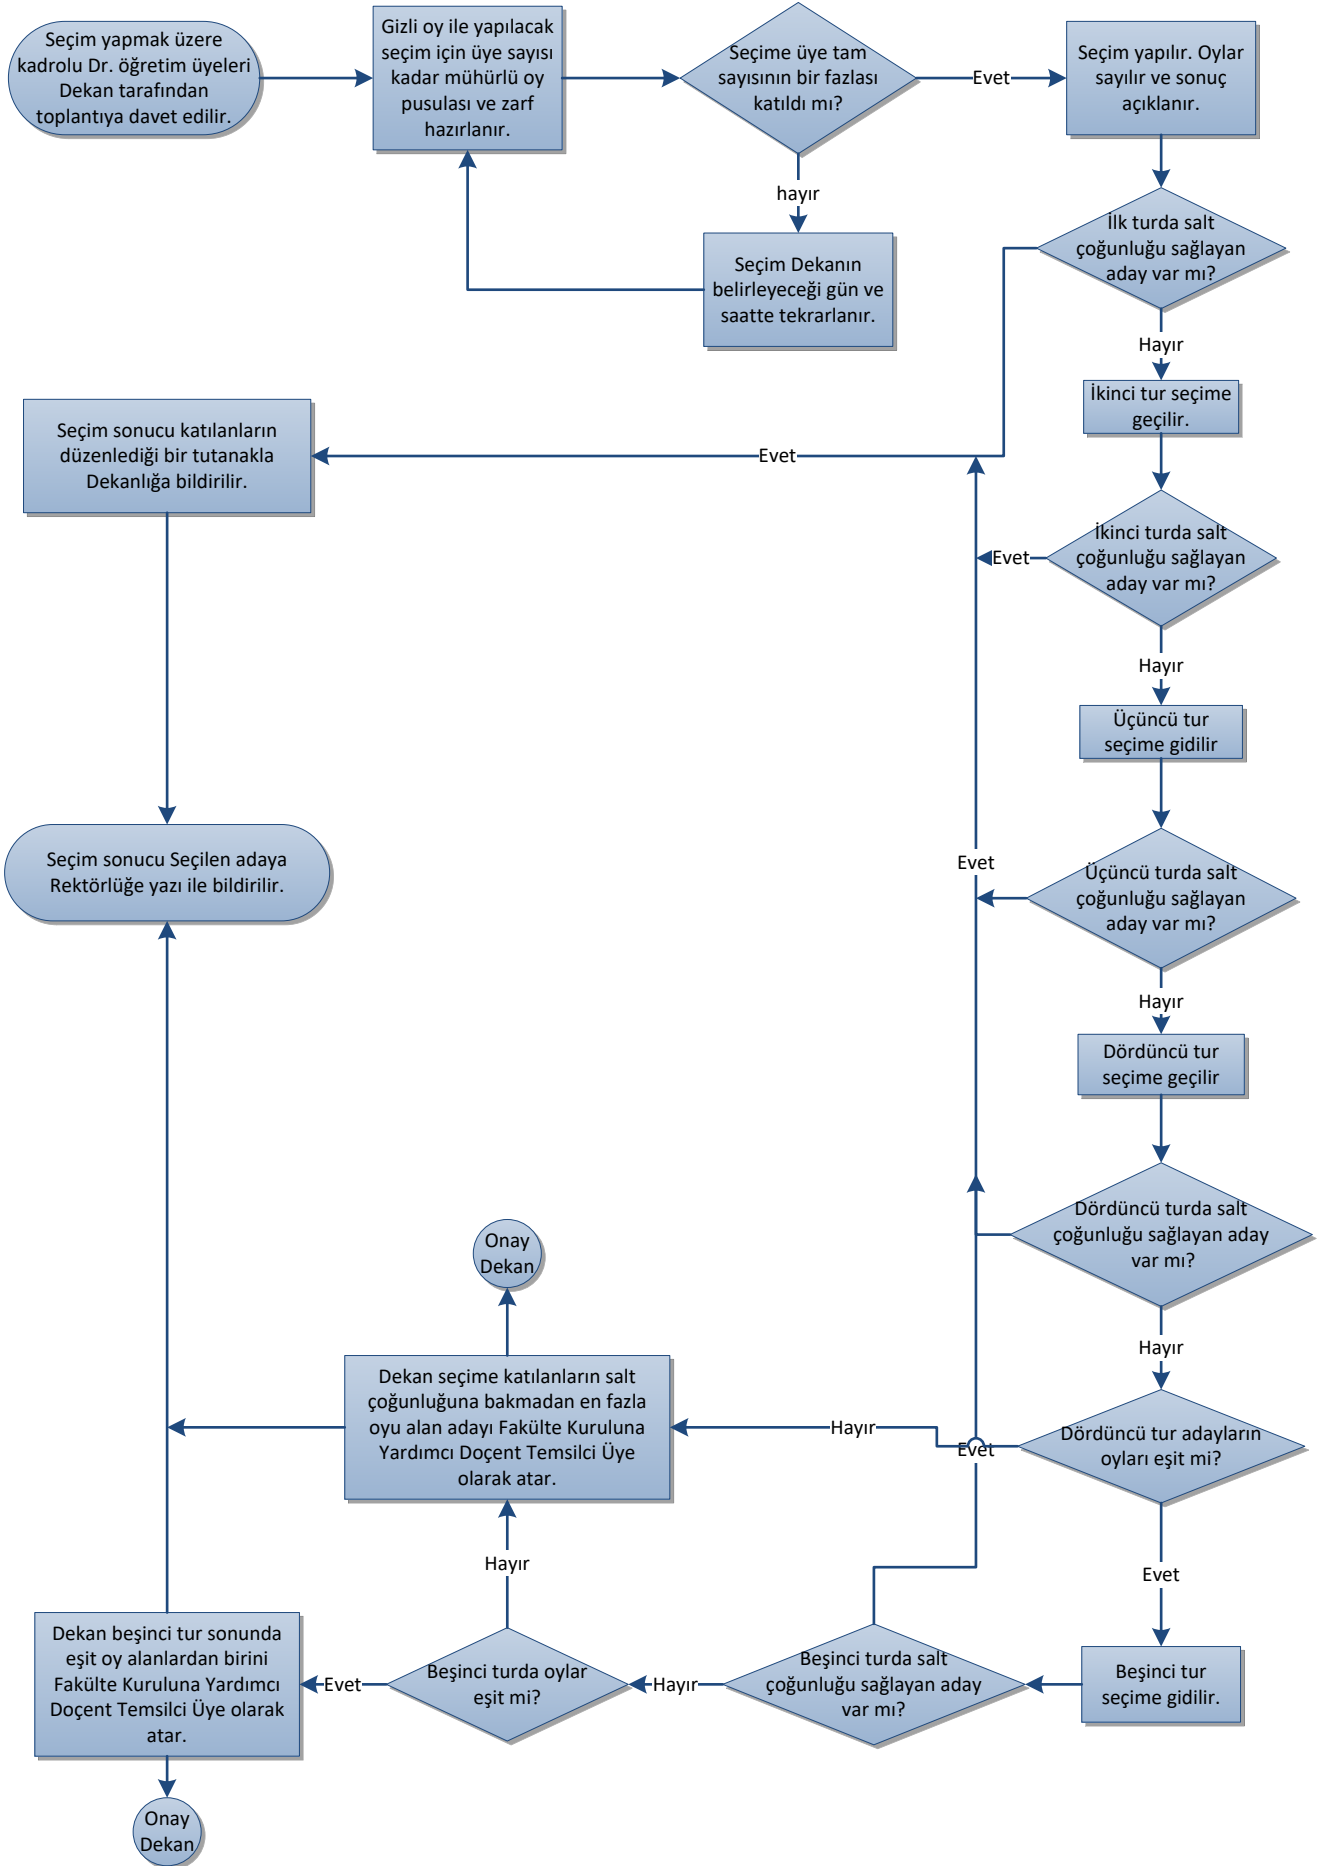 Seçim yapmak üzere
kadrolu Dr. öğretim üyeleri
Dekan tarafından
toplantıya davet edilir.
Gizli oy ile yapılacak
seçim için üye sayısı
kadar mühürlü oy
pusulası ve zarf
hazırlanır.
Seçime üye tam
sayısının bir fazlası
katıldı mı?
Evet
Seçim yapılır. Oylar
sayılır ve sonuç
açıklanır.
hayır
Seçim Dekanın
belirleyeceği gün ve
saatte tekrarlanır.
İlk turda salt
çoğunluğu sağlayan
aday var mı?
Hayır
İkinci tur seçime
geçilir.
Evet
Seçim sonucu katılanların
düzenlediği bir tutanakla
Dekanlığa bildirilir.
İkinci turda salt
çoğunluğu sağlayan
aday var mı?
Evet
Hayır
Üçüncü tur
seçime gidilir
Seçim sonucu Seçilen adaya
Rektörlüğe yazı ile bildirilir.
Evet
Üçüncü turda salt
çoğunluğu sağlayan
aday var mı?
Hayır
Dördüncü tur
seçime geçilir
Dördüncü turda salt
çoğunluğu sağlayan aday
var mı?
Hayır
Onay
Dekan
Dekan seçime katılanların salt
çoğunluğuna bakmadan en fazla
oyu alan adayı Fakülte Kuruluna
Yardımcı Doçent Temsilci Üye
olarak atar.
Hayır
Evet
Dördüncü tur adayların
oyları eşit mi?
Evet
Hayır
Beşinci tur
seçime gidilir.
Beşinci turda salt
çoğunluğu sağlayan aday
var mı?
Hayır
Beşinci turda oylar
eşit mi?
Evet
Dekan beşinci tur sonunda
eşit oy alanlardan birini
Fakülte Kuruluna Yardımcı
Doçent Temsilci Üye olarak
atar.
Onay
Dekan